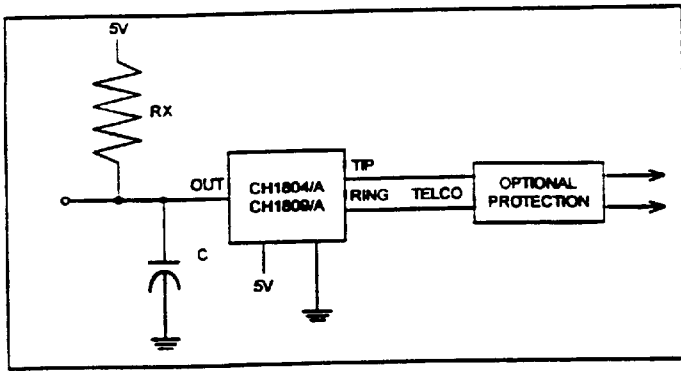 5V
RX
OUT
CH1804/A
CH1809/A
TIP
RING
TELCO
OPTIONAL
PROTECTION
C
5V